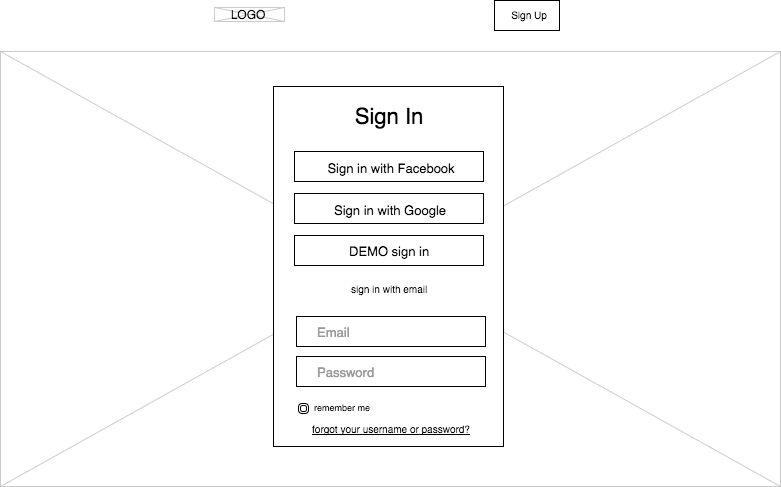 LOGO
Sign Up
Sign In
Sign in with Facebook
Sign in with Google
DEMO sign in
sign in with email
Email
Password
remember me
forgot your username or password?